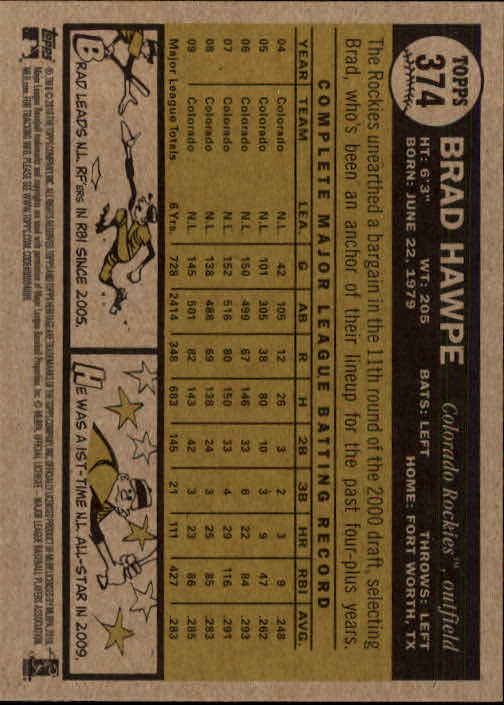 TOPPS
374
BRAD HAWPE
Colorado Rockies™, outfield
HT: 6'3" WT: 205 BATS: LEFT THROWS: LEFT
BORN: JUNE 22, 1979 HOME: FORT WORTH, TX
The Rockies unearthed a bargain in the 11th round of the 2000 draft, selecting
Brad, who's been an anchor of their lineup for the past four-plus years.
COMPLETE MAJOR LEAGUE BATTING RECORD
YEAR TEAM LEA. G AB R H 2B 3B HR RBI AVG.
04 Colorado N.L. 42 105 12 26 3 2 3 9 .248
05 Colorado N.L. 101 305 38 80 10 3 9 47 .262
06 Colorado N.L. 150 499 67 146 33 6 22 84 .293
07 Colorado N.L. 152 516 80 150 33 4 29 116 .291
08 Colorado N.L. 138 488 69 138 24 3 25 85 .283
09 Colorado N.L. 145 501 82 143 42 3 23 86 .285
Major League Totals 6 Yrs. 728 2414 348 683 145 21 111 427 .283
BRAD LEADS N.L. RF'ERS IN RBI SINCE 2005.
HE WAS A 1ST-TIME N.L. ALL-STAR IN 2009.
Topps